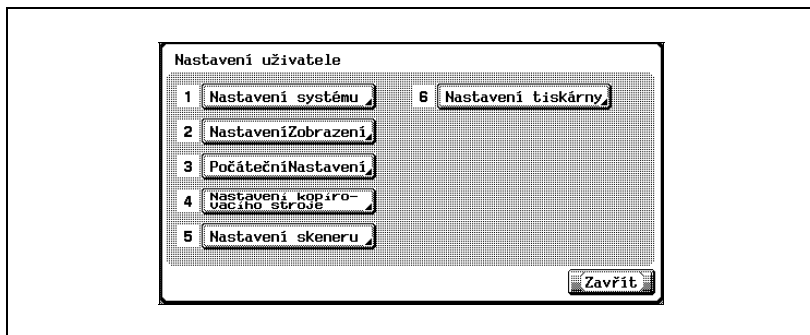 Nastavení uživatele
1 Nastavení systému
2 NastaveníZobrazení
3 PočátečníNastavení
4 Nastavení kopíro-
vacího stroje
5 Nastavení skeneru
6 Nastavení tiskárny
Zavřít